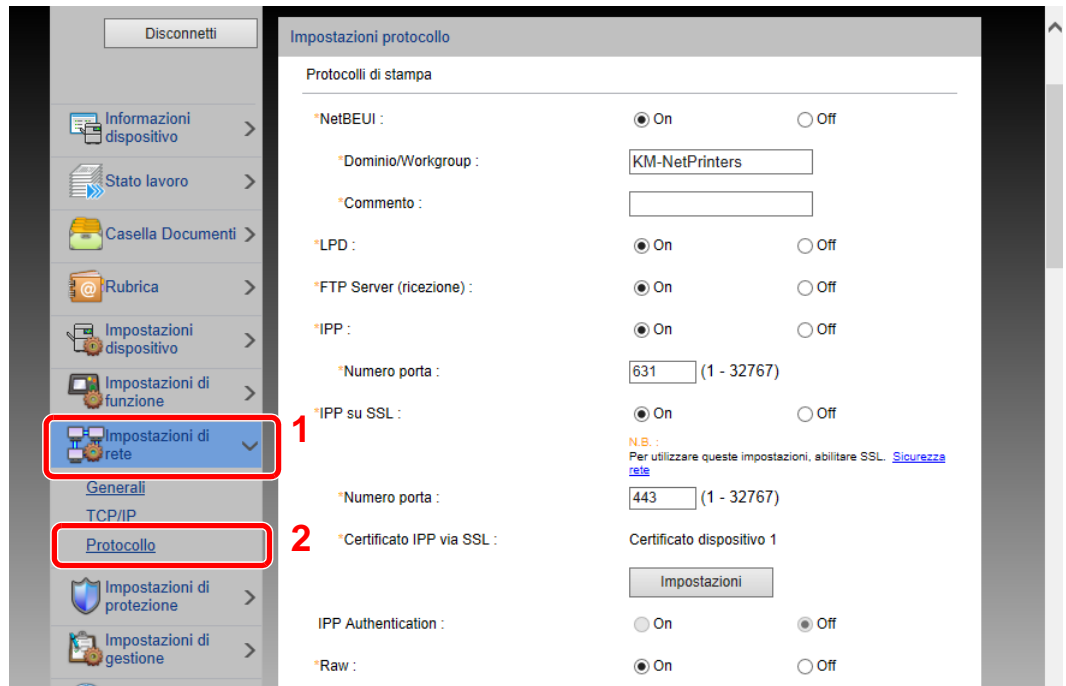 Disconnetti
Informazioni
dispositivo
Stato lavoro
Casella Documenti
Rubrica
Impostazioni
dispositivo
Impostazioni di
funzione
Impostazioni di
rete
1
Generali
TCP/IP
Protocollo
2
Impostazioni di
protezione
Impostazioni di
gestione
Impostazioni protocollo
Protocolli di stampa
*NetBEUI : On Off
*Dominio/Workgroup : KM-NetPrinters
*Commento :
*LPD : On Off
*FTP Server (ricezione) : On Off
*IPP : On Off
*Numero porta : 631 (1 - 32767)
*IPP su SSL : On Off
N.B. :
Per utilizzare queste impostazioni, abilitare SSL. Sicurezza
rete
*Numero porta : 443 (1 - 32767)
*Certificato IPP via SSL : Certificato dispositivo 1
Impostazioni
IPP Authentication : On Off
*Raw : On Off